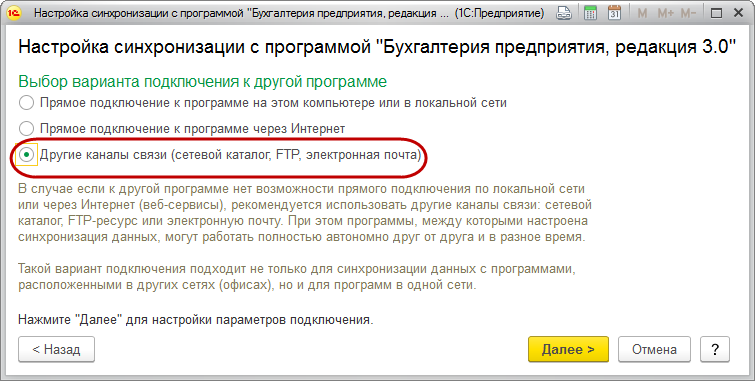 Настройка синхронизации с программой "Бухгалтерия предприятия, редакция ... (1С:Предприятие)
M M+ M-
Настройка синхронизации с программой "Бухгалтерия предприятия, редакция 3.0"
Выбор варианта подключения к другой программе
Прямое подключение к программе на этом компьютере или в локальной сети
Прямое подключение к программе через Интернет
Другие каналы связи (сетевой каталог, FTP, электронная почта)
В случае если к другой программе нет возможности прямого подключения по локальной сети
или через Интернет (веб-сервисы), рекомендуется использовать другие каналы связи: сетевой
каталог, FTP-ресурс или электронную почту. При этом программы, между которыми настроена
синхронизация данных, могут работать полностью автономно друг от друга и в разное время.
Такой вариант подключения подходит не только для синхронизации данных с программами,
расположенными в других сетях (офисах), но и для программ в одной сети.
Нажмите "Далее" для настройки параметров подключения.
< Назад
Далее >
Отмена
?